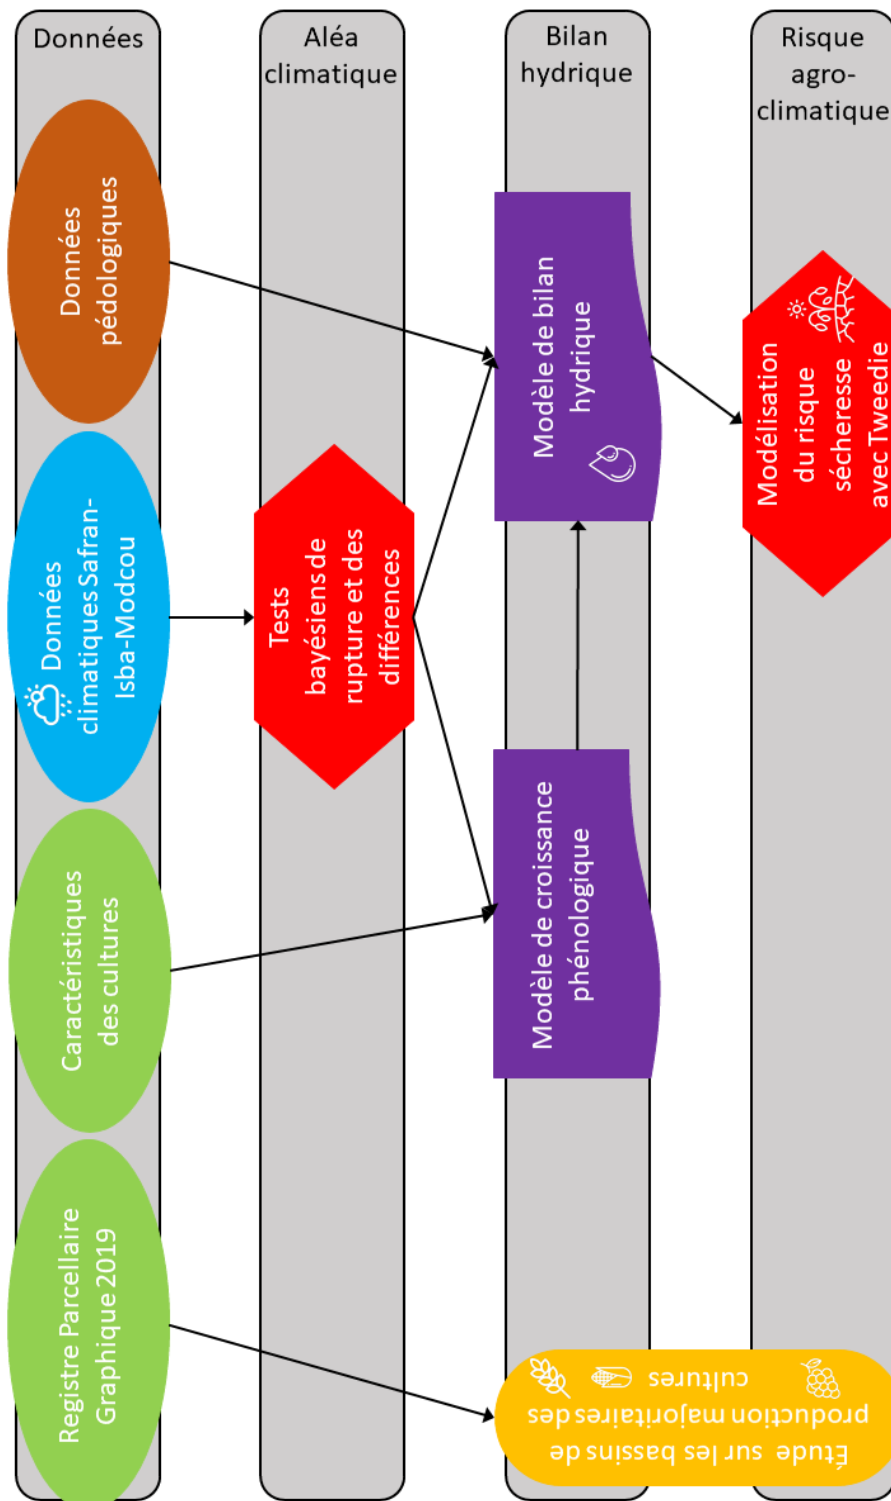 Données
Aléa
climatique
Bilan
hydrique
Risque
agro-
climatique
Données
pédologiques
Données
climatiques Safran-
Isba-Modcou
Caractéristiques
des cultures
Registre Parcellaire
Graphique 2019
Tests
bayésiens de
rupture et des
différences
Modèle de bilan
hydrique
Modèle de croissance
phénologique
Modélisation
du risque
sécheresse
avec Tweedie
Étude sur les bassins de
production majoritaires des
cultures